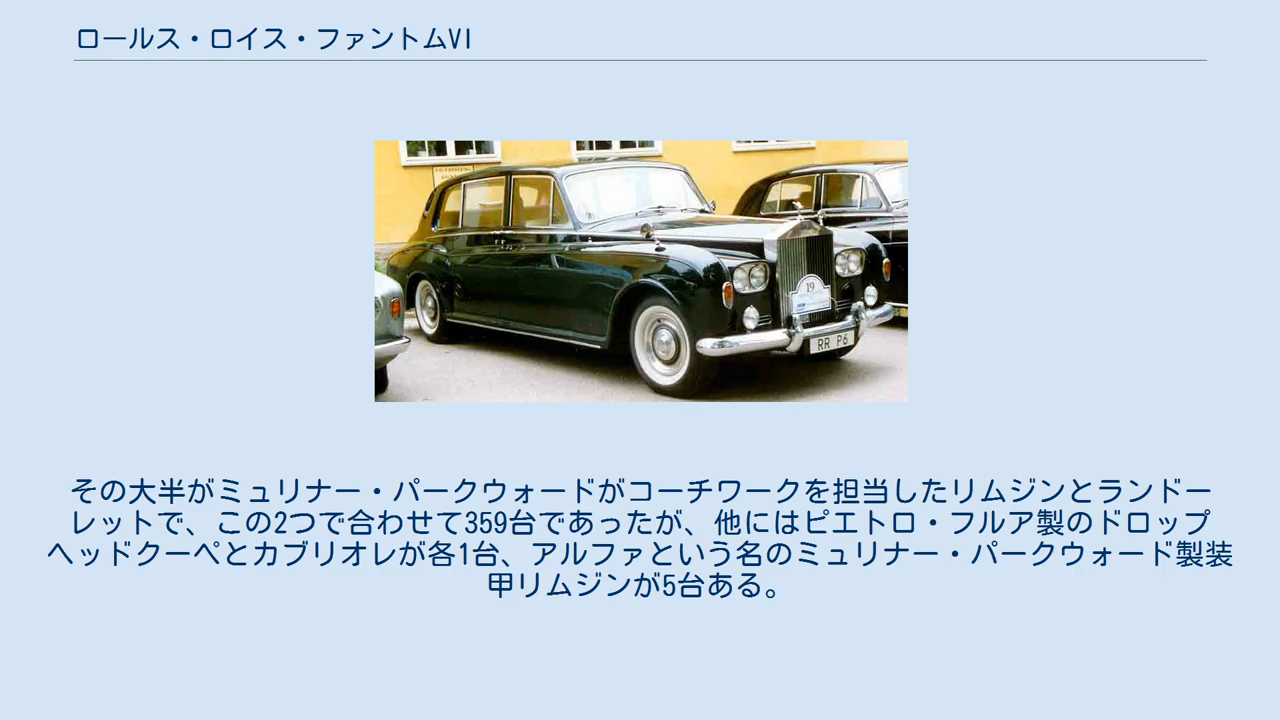 ロールス・ロイス・ファントムVI
19
RR P6
その大半がミュリナー・パークウォードがコーチワークを担当したリムジンとランドー
レットで、この2つで合わせて359台であったが、他にはピエトロ・フルア製のドロップ
ヘッドクーペとカブリオレが各1台、アルファという名のミュリナー・パークウォード製装
甲リムジンが5台ある。